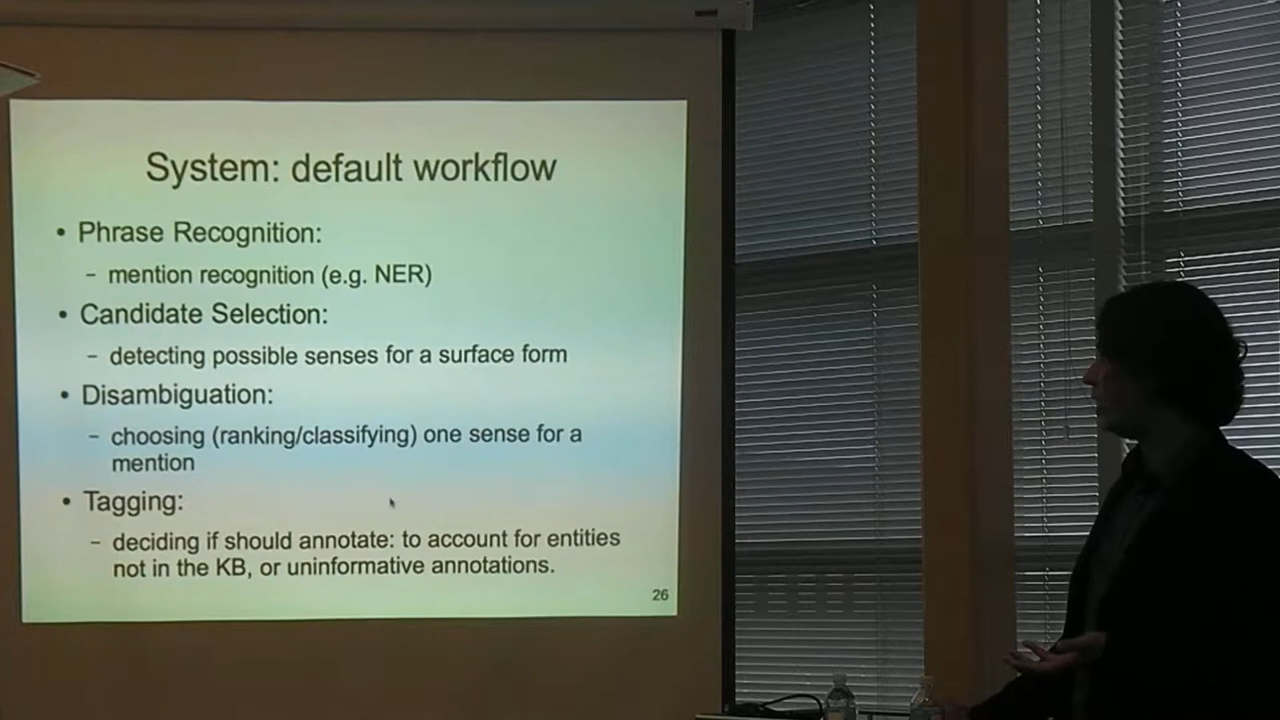 System: default workflow
• Phrase Recognition:
– mention recognition (e.g. NER)
• Candidate Selection:
– detecting possible senses for a surface form
• Disambiguation:
– choosing (ranking/classifying) one sense for a
mention
• Tagging:
– deciding if should annotate: to account for entities
not in the KB, or uninformative annotations.
26